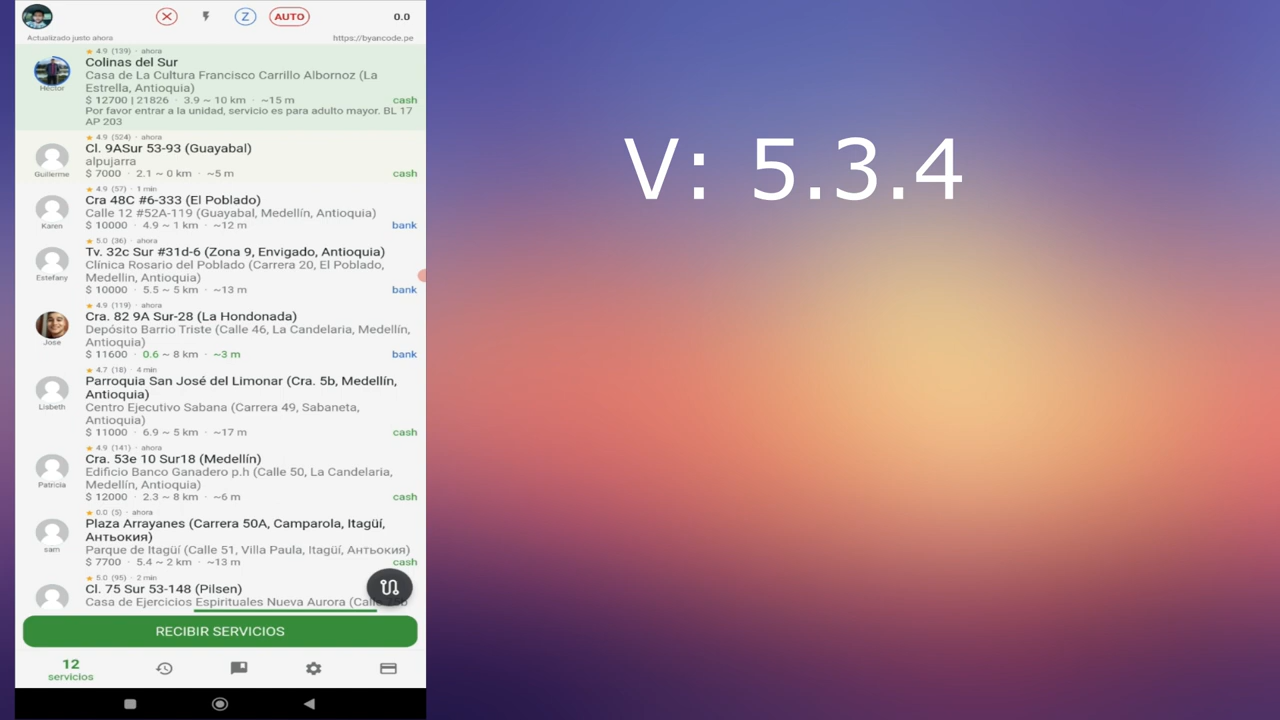 Z
AUTO
0.0
Actualizado justo ahora
https://byancode.pe
4.9 (139) · ahora
Colinas del Sur
Casa de La Cultura Francisco Carrillo Albornoz (La
Estrella, Antioquia)
$ 12700 | 21826 · 3.9 ~ 10 km · ~15 m
cash
Hector
Por favor entrar a la unidad, servicio es para adulto mayor. BL 17
AP 203
4.9 (524) · ahora
Cl. 9ASur 53-93 (Guayabal)
alpujarra
Guillerme
$ 7000 · 2.1 ~ 0 km · ~5 m
cash
4.9 (57) · 1 min
Cra 48C #6-333 (El Poblado)
Calle 12 #52A-119 (Guayabal, Medellín, Antioquia)
Karen
$ 10000 · 4.9 ~ 1 km · ~12 m
bank
5.0 (36) · ahora
Tv. 32c Sur #31d-6 (Zona 9, Envigado, Antioquia)
Clínica Rosario del Poblado (Carrera 20, El Poblado,
Medellin, Antioquia)
Estefany
$ 10000 · 5.5 ~ 5 km · ~13 m
bank
4.9 (119) · ahora
Cra. 82 9A Sur-28 (La Hondonada)
Depósito Barrio Triste (Calle 46, La Candelaria, Medellín,
Antioquia)
Jose
$ 11600 · 0.6 ~ 8 km · ~3 m
bank
4.7 (18) · 4 min
Parroquia San José del Limonar (Cra. 5b, Medellín,
Antioquia)
Centro Ejecutivo Sabana (Carrera 49, Sabaneta,
Antioquia)
Lisbeth
$ 11000 · 6.9 ~ 5 km · ~17 m
cash
4.9 (141) · ahora
Cra. 53e 10 Sur18 (Medellín)
Edificio Banco Ganadero p.h (Calle 50, La Candelaria,
Medellín, Antioquia)
Patricia
$ 12000 · 2.3 ~ 8 km · ~6 m
cash
0.0 (5) · ahora
Plaza Arrayanes (Carrera 50A, Camparola, Itagüí,
Антьокия)
Parque de Itagüí (Calle 51, Villa Paula, Itagüí, Антьокия)
sam
$ 7700 · 5.4 ~ 2 km · ~13 m
cash
5.0 (95) · 2 min
Cl. 75 Sur 53-148 (Pilsen)
Casa de Ejercicios Espirituales Nueva Aurora
RECIBIR SERVICIOS
12
servicios
V: 5.3.4